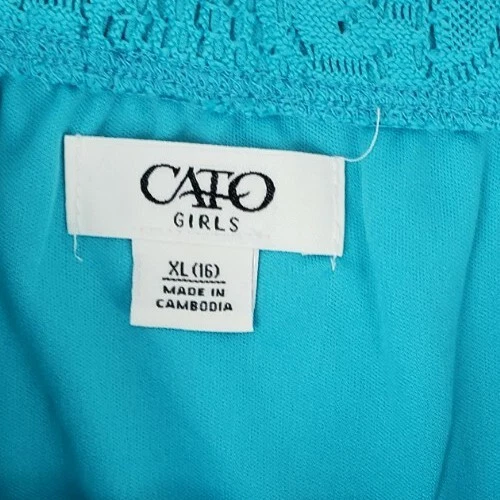 CATO
GIRLS
XL (16)
MADE IN
CAMBODIA